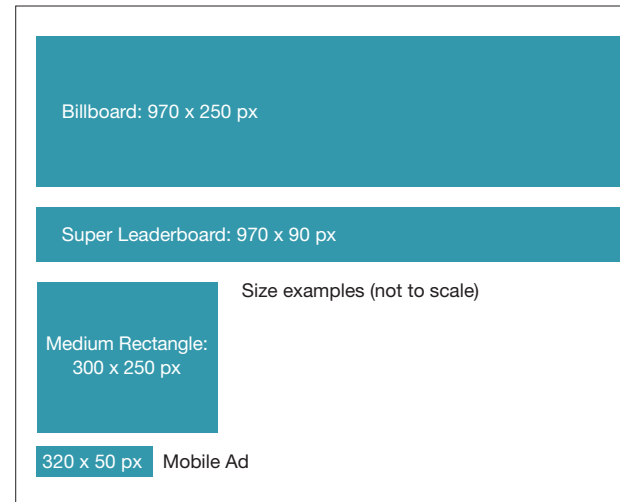 Billboard: 970 x 250 px
Super Leaderboard: 970 x 90 px
Size examples (not to scale)
Medium Rectangle:
300 x 250 px
320 x 50 px
Mobile Ad